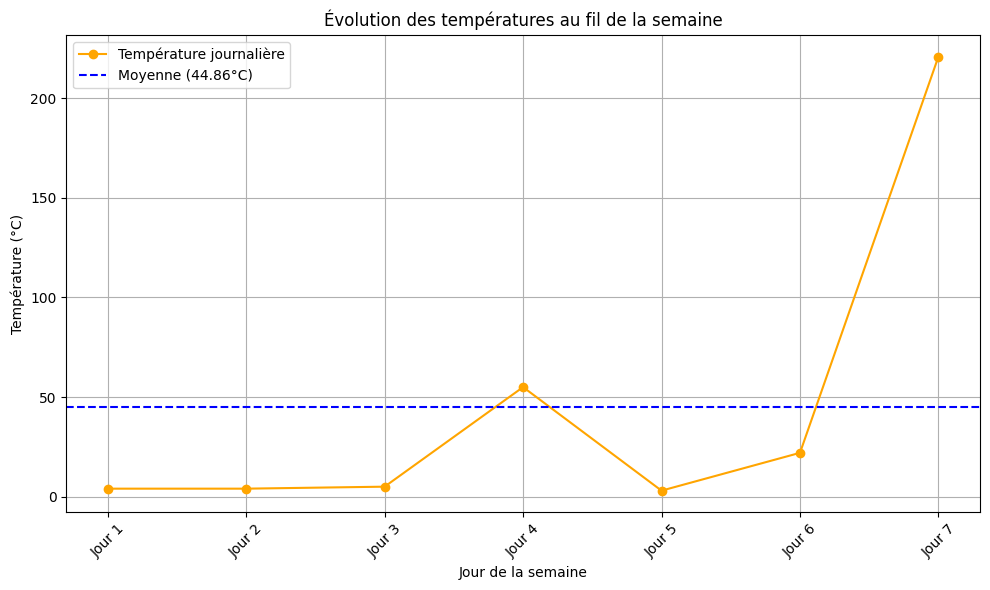 Évolution des températures au fil de la semaine
Température journalière
Moyenne (44.86°C)
Température (°C)
200
150
100
50
0
Jour 1
Jour 2
Jour 3
Jour 4
Jour 5
Jour 6
Jour 7
Jour de la semaine